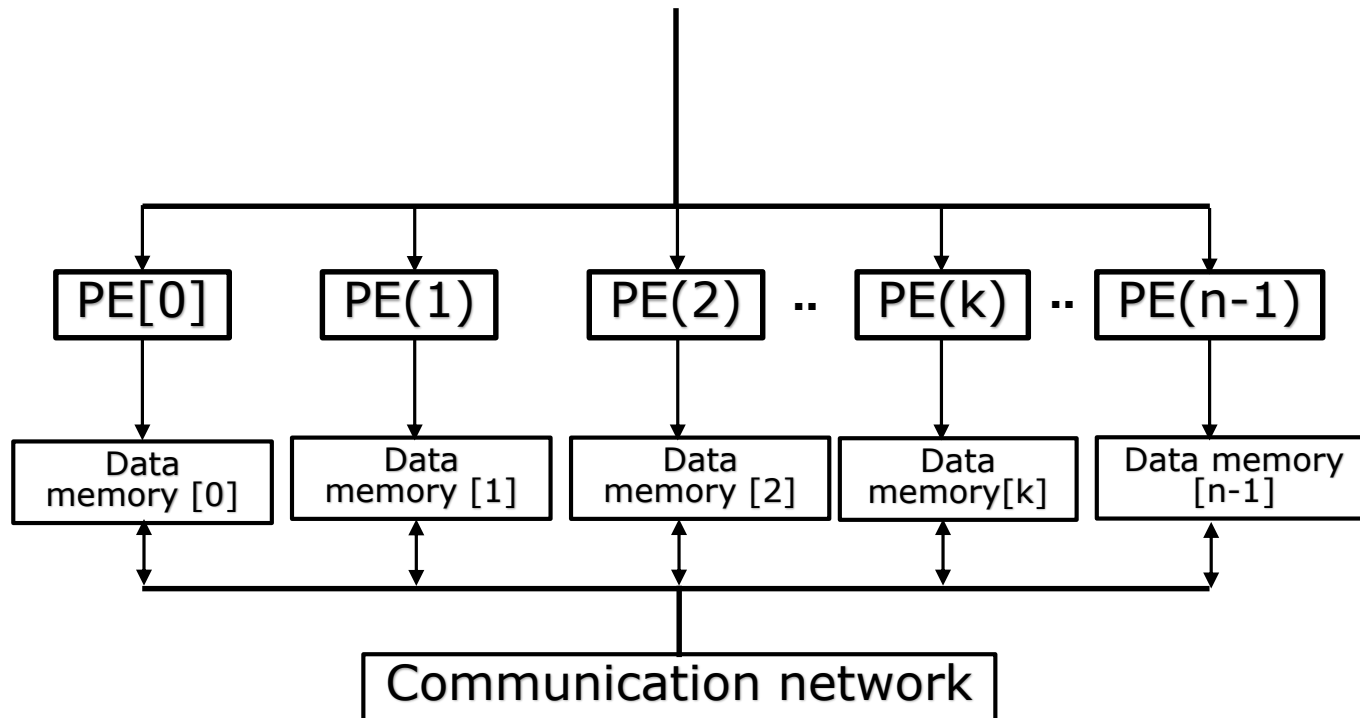 PE[0]
PE(1)
PE(2)
..
PE(k)
..
PE(n-1)
Data
memory [0]
Data
memory [1]
Data
memory [2]
Data
memory[k]
Data memory
[n-1]
Communication network